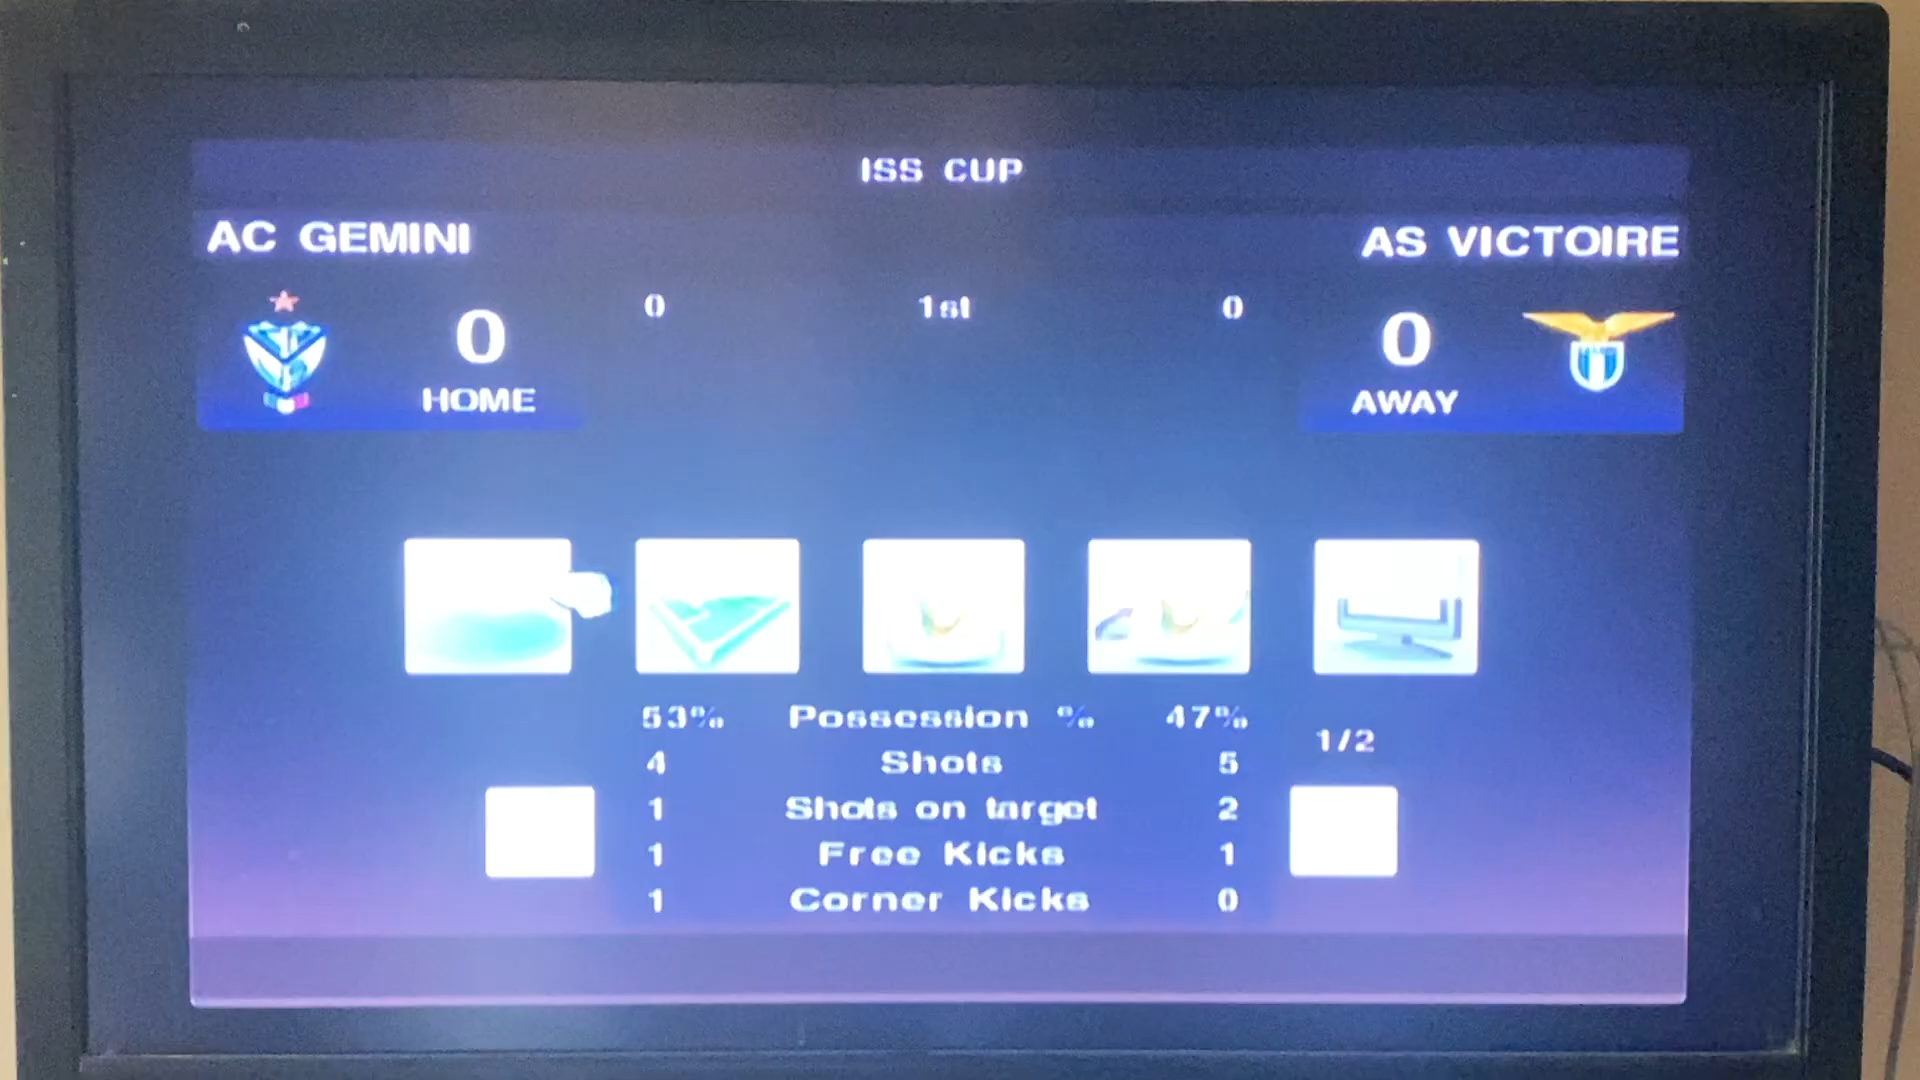 ISS CUP
AC GEMINI
AS VICTOIRE
0 0 1st 0 0
HOME AWAY
53% Possession % 47%
1/2
4 Shots 5
1 Shots on target 2
1 Free Kicks 1
1 Corner Kicks 0